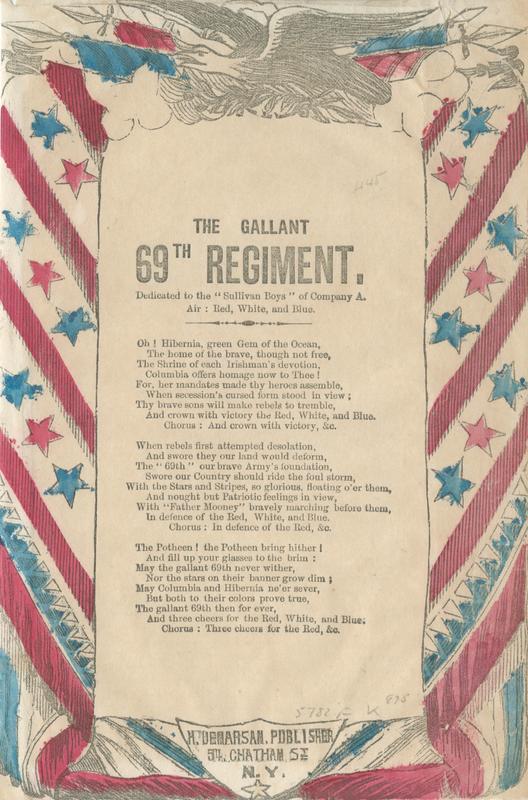 445
THE GALLANT
69TH REGIMENT.
Dedicated to the "Sullivan Boys" of Company A.
Air : Red, White, and Blue.
Oh ! Hibernia, green Gem of the Ocean,
The home of the brave, though not free,
The Shrine of each Irishman's devotion,
Columbia offers homage now to Thee !
For, her mandates made thy heroes assemble,
When secession's cursed form stood in view ;
Thy brave sons will make rebels to tremble,
And crown with victory the Red, White, and Blue.
Chorus : And crown with victory, &c.
When rebels first attempted desolation,
And swore they our land would deform,
The "69th" our brave Army's foundation,
Swore our Country should ride the foul storm,
With the Stars and Stripes, so glorious, floating o'er them,
And nought but Patriotic feelings in view,
With "Father Mooney" bravely marching before them,
In defence of the Red, White, and Blue.
Chorus : In defence of the Red, &c.
The Potheen ! the Potheen bring hither !
And fill up your glasses to the brim :
May the gallant 69th never wither,
Nor the stars on their banner grow dim ;
May Columbia and Hibernia ne'er sever,
But both to their colors prove true,
The gallant 69th then for ever,
And three cheers for the Red, White, and Blue.
Chorus : Three cheers for the Red, &c.
H. DEMARSAN, PUBLISHER
54, CHATHAM ST
N. Y.